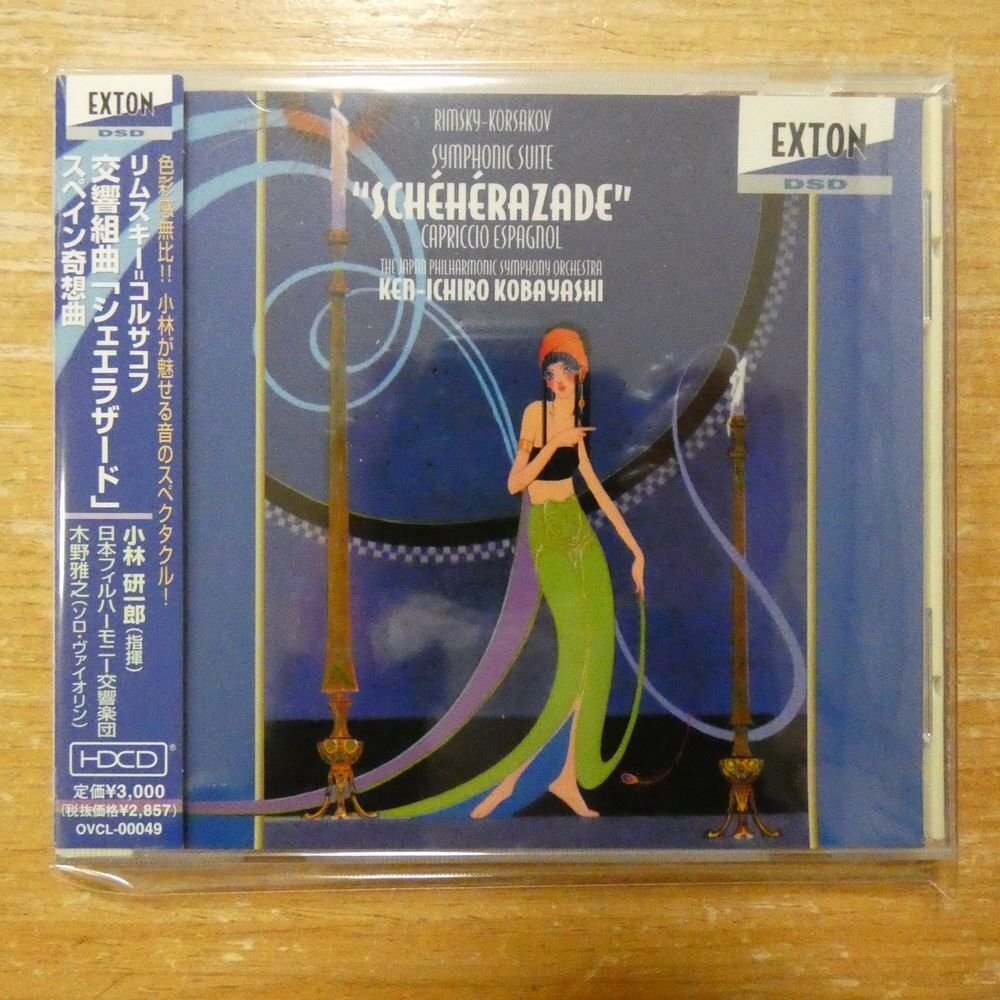 EXTON
DSD
色彩感無比!! 小林が魅せる音のスペクタクル!
リムスキー=コルサコフ
交響組曲「シェエラザード」
スペイン奇想曲
小林 研一郎(指揮)
日本フィルハーモニー交響楽団
木野雅之(ソロ・ヴァイオリン)
HDCD®
定価¥3,000
(税抜価格¥2,857)
OVCL-00049
RIMSKY-KORSAKOV
SYMPHONIC SUITE
"SCHÉHÉRAZADE"
CAPRICCIO ESPAGNOL
THE JAPAN PHILHARMONIC SYMPHONY ORCHESTRA
KEN-ICHIRO KOBAYASHI
EXTON
DSD